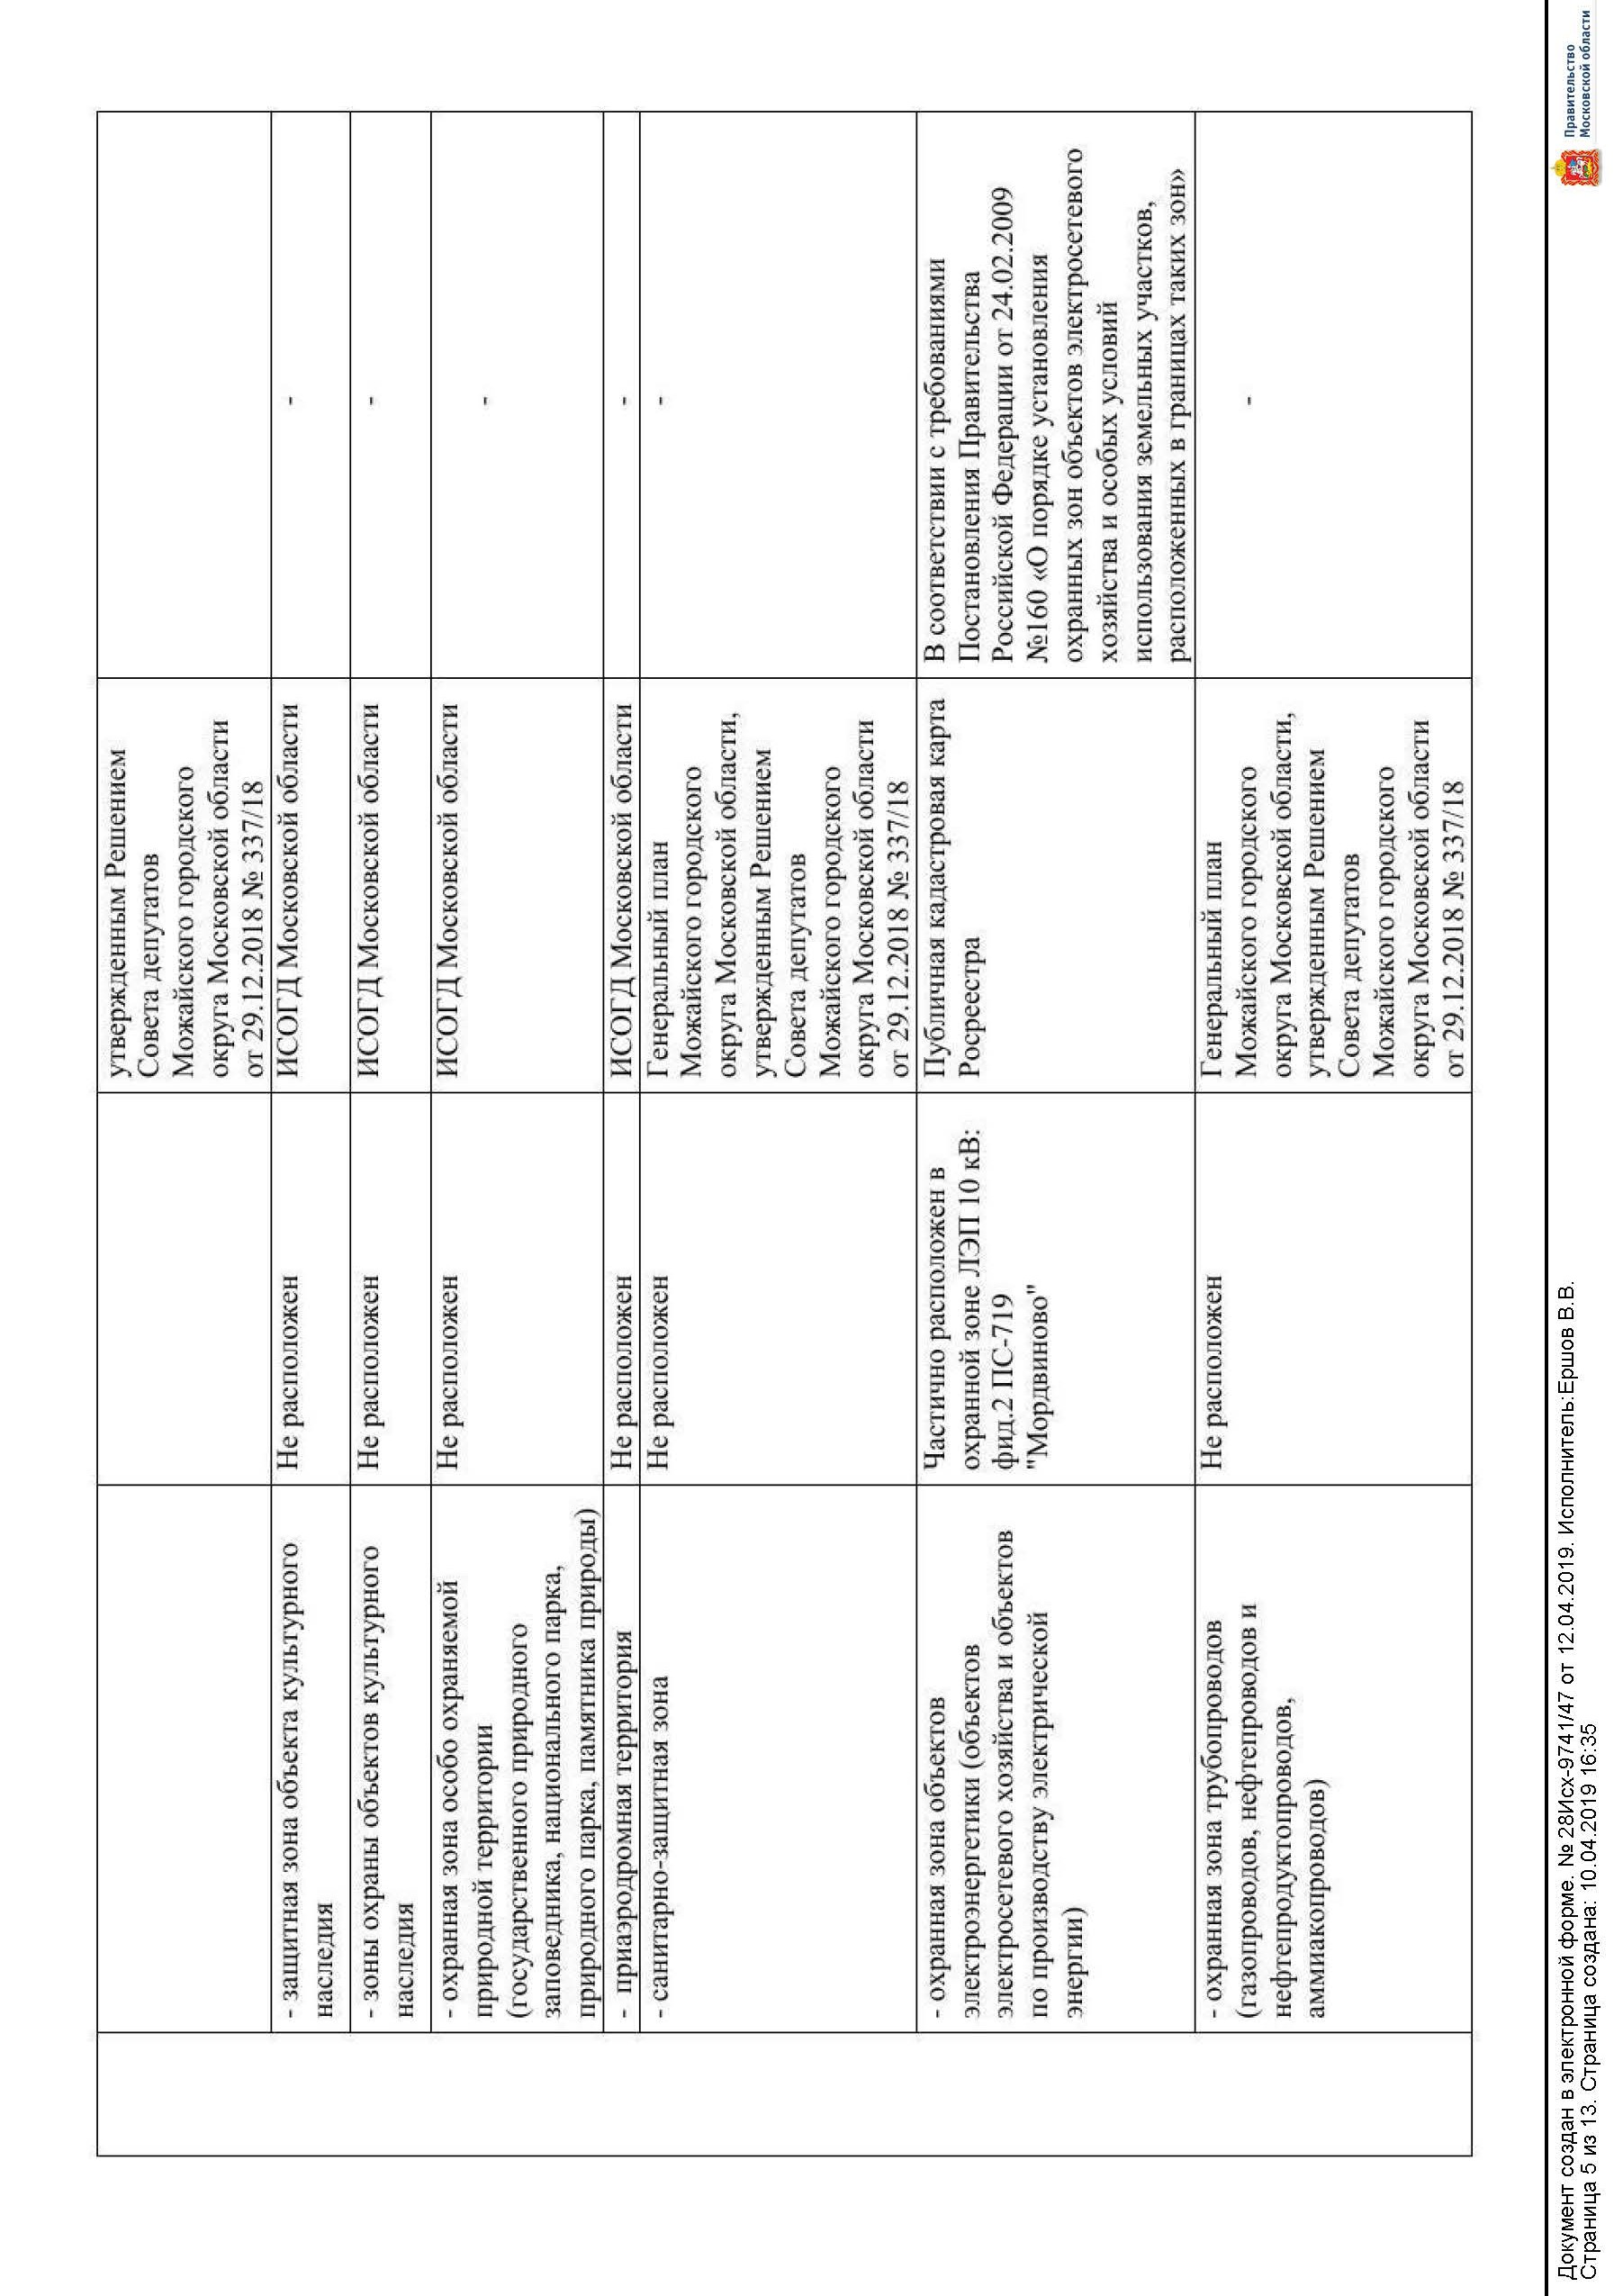 утвержденным Решением
Совета депутатов
Можайского городского
округа Московской области
от 29.12.2018 № 337/18
- защитная зона объекта культурного
наследия
Не расположен
ИСОГД Московской области
-
- зоны охраны объектов культурного
наследия
Не расположен
ИСОГД Московской области
-
- охранная зона особо охраняемой
природной территории
(государственного природного
заповедника, национального парка,
природного парка, памятника природы)
Не расположен
ИСОГД Московской области
-
- приаэродромная территория
Не расположен
ИСОГД Московской области
-
- санитарно-защитная зона
Не расположен
Генеральный план
Можайского городского
округа Московской области,
утвержденным Решением
Совета депутатов
Можайского городского
округа Московской области
от 29.12.2018 № 337/18
-
- охранная зона объектов
электроэнергетики (объектов
электросетевого хозяйства и объектов
по производству электрической
энергии)
Частично расположен в
охранной зоне ЛЭП 10 кВ:
фид.2 ПС-719
"Мордвиново"
Публичная кадастровая карта
Росреестра
В соответствии с требованиями
Постановления Правительства
Российской Федерации от 24.02.2009
№160 «О порядке установления
охранных зон объектов электросетевого
хозяйства и особых условий
использования земельных участков,
расположенных в границах таких зон»
- охранная зона трубопроводов
(газопроводов, нефтепроводов и
нефтепродуктопроводов,
аммиакопроводов)
Не расположен
Генеральный план
Можайского городского
округа Московской области,
утвержденным Решением
Совета депутатов
Можайского городского
округа Московской области
от 29.12.2018 № 337/18
-
Документ создан в электронной форме. № 28Исх-9741/47 от 12.04.2019. Исполнитель:Ершов В.В.
Страница 5 из 13. Страница создана: 10.04.2019 16:35
Правительство
Московской области